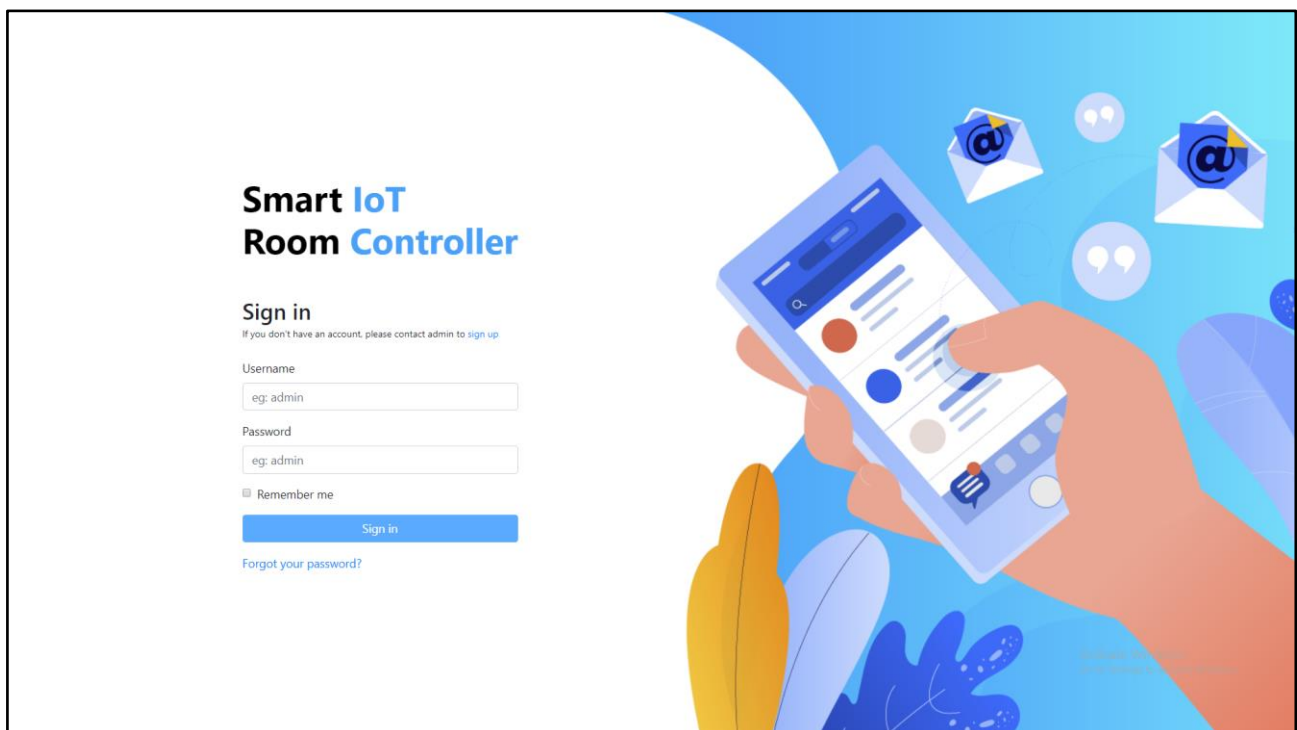 Smart IoT
Room Controller
Sign in
If you don't have an account, please contact admin to sign up
Username
eg: admin
Password
eg: admin
Remember me
Sign in
Forgot your password?
@
@